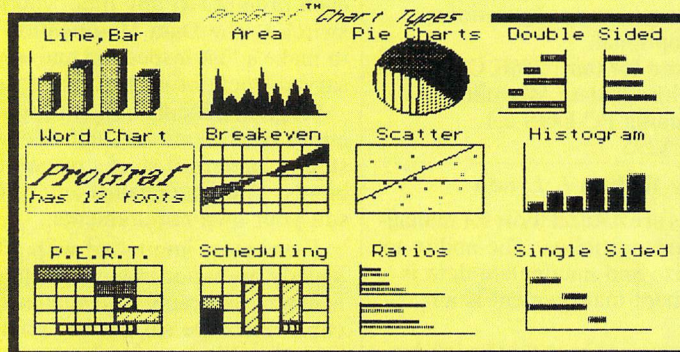 ProGraf™ Chart Types
Line,Bar
Area
Pie Charts
Double Sided
Word Chart
Breakeven
Scatter
Histogram
ProGraf
has 12 fonts
P.E.R.T.
Scheduling
Ratios
Single Sided